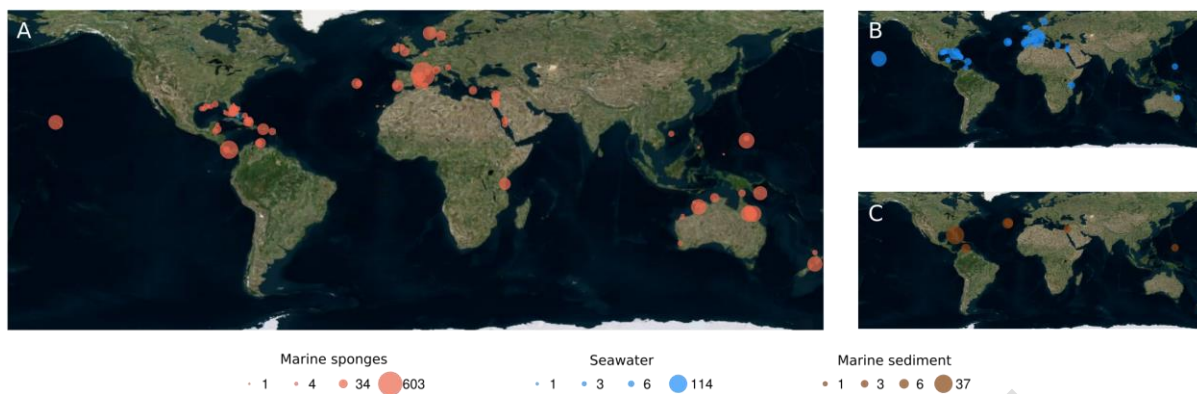 A
B
C
Marine sponges
1 4 34 603
Seawater
1 3 6 114
Marine sediment
1 3 6 37